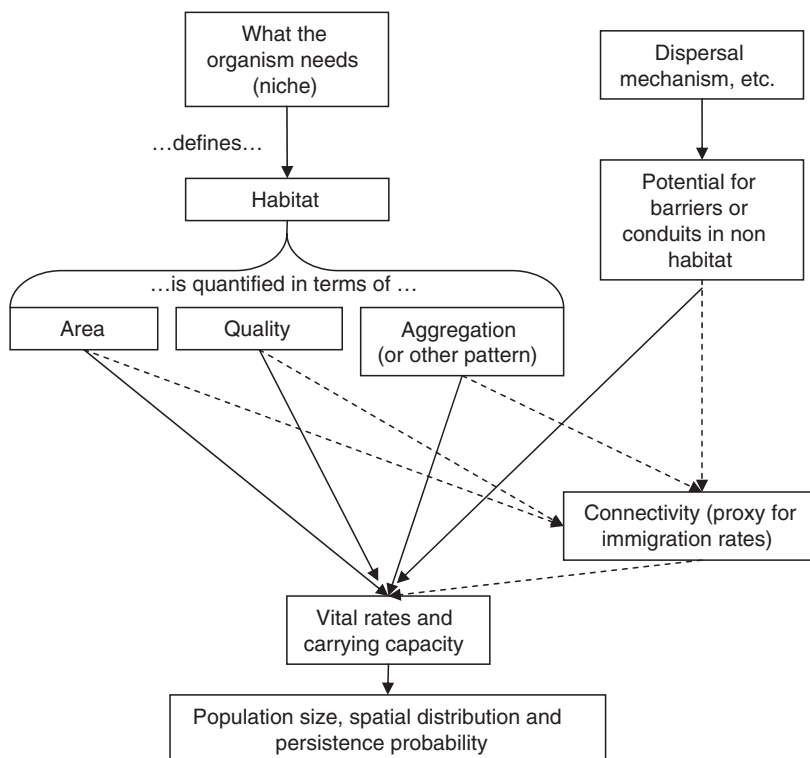 What the
organism needs
(niche)
Dispersal
mechanism, etc.
…defines…
Potential for
barriers or
conduits in non
habitat
Habitat
…is quantified in terms of …
Area
Quality
Aggregation
(or other pattern)
Connectivity (proxy for
immigration rates)
Vital rates and
carrying capacity
Population size, spatial distribution and
persistence probability